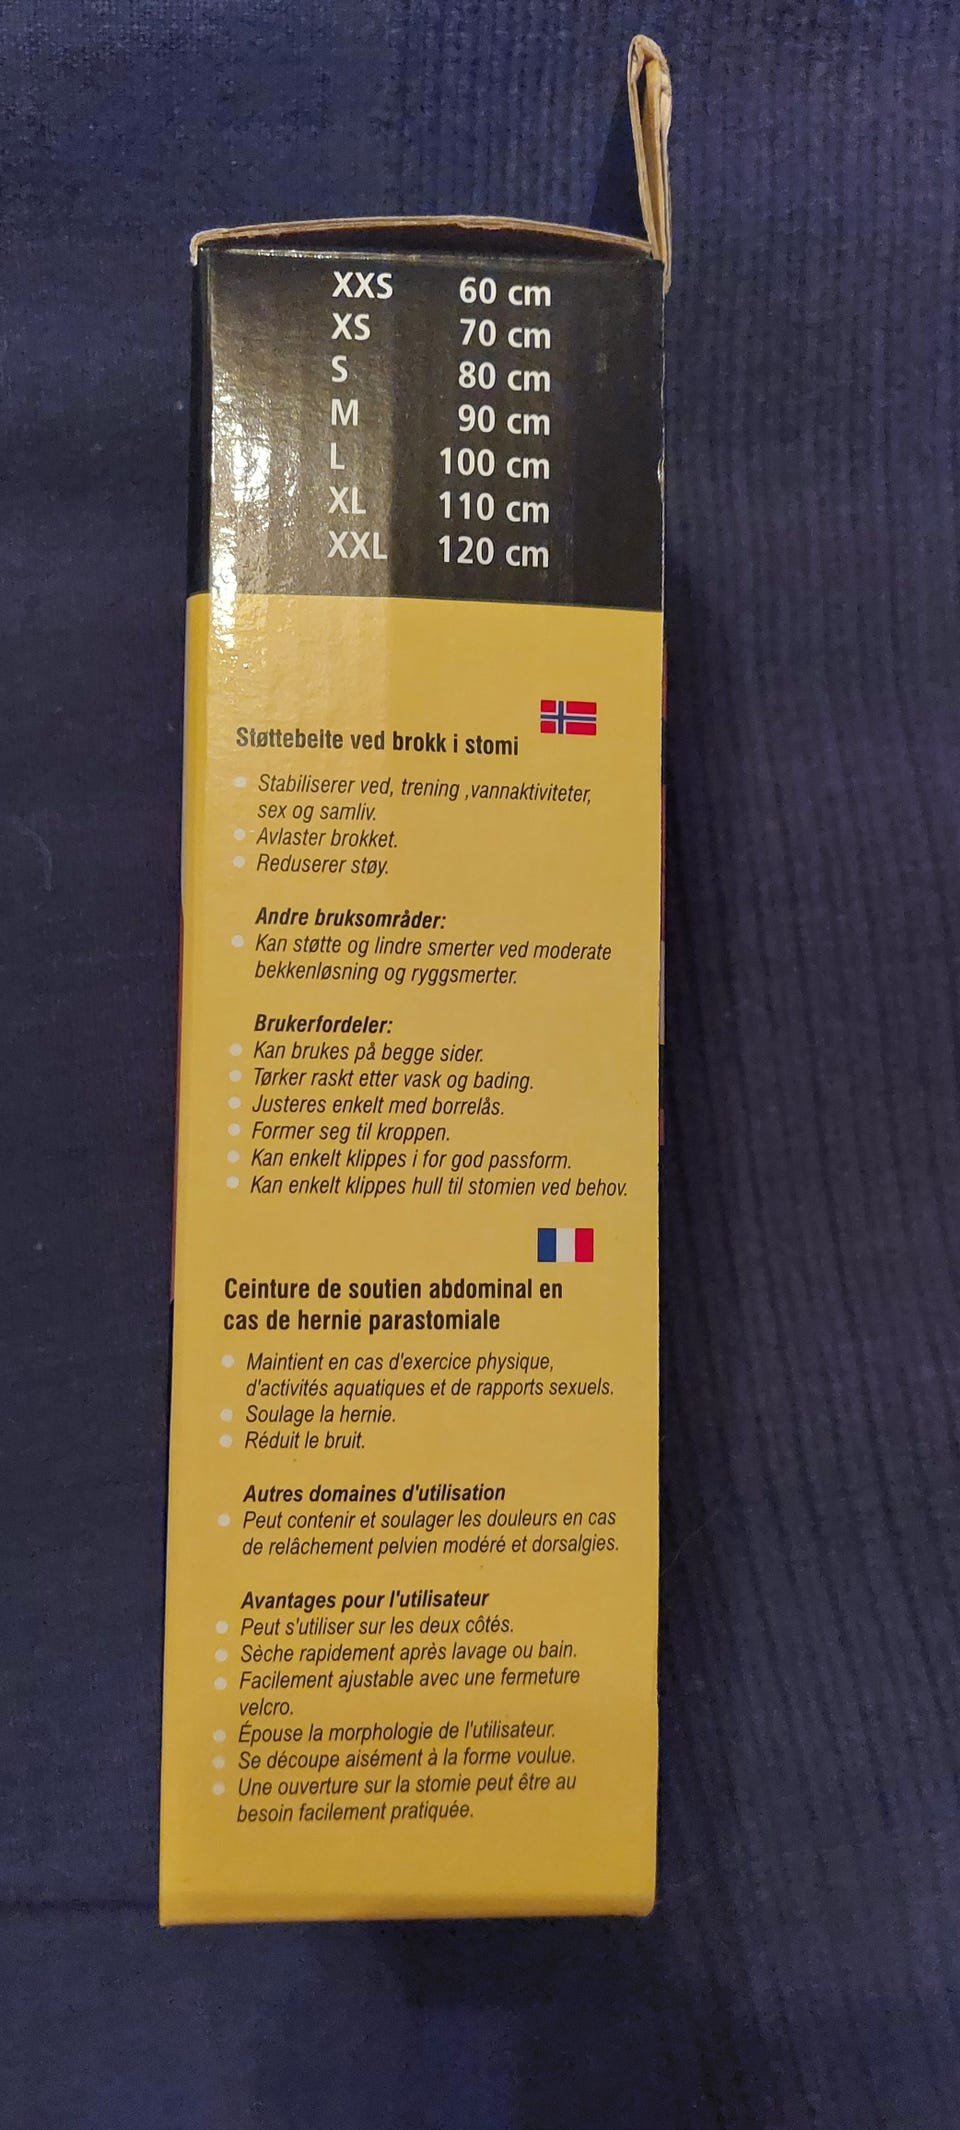 XXS 60 cm
XS 70 cm
S 80 cm
M 90 cm
L 100 cm
XL 110 cm
XXL 120 cm
Støttebelte ved brokk i stomi
Stabiliserer ved, trening ,vannaktiviteter,
sex og samliv.
Avlaster brokket.
Reduserer støy.
Andre bruksområder:
Kan støtte og lindre smerter ved moderate
bekkenløsning og ryggsmerter.
Brukerfordeler:
Kan brukes på begge sider.
Tørker raskt etter vask og bading.
Justeres enkelt med borrelås.
Former seg til kroppen.
Kan enkelt klippes i for god passform.
Kan enkelt klippes hull til stomien ved behov.
Ceinture de soutien abdominal en
cas de hernie parastomiale
Maintient en cas d'exercice physique,
d'activités aquatiques et de rapports sexuels.
Soulage la hernie.
Réduit le bruit.
Autres domaines d'utilisation
Peut contenir et soulager les douleurs en cas
de relâchement pelvien modéré et dorsalgies.
Avantages pour l'utilisateur
Peut s'utiliser sur les deux côtés.
Sèche rapidement après lavage ou bain.
Facilement ajustable avec une fermeture
velcro.
Épouse la morphologie de l'utilisateur.
Se découpe aisément à la forme voulue.
Une ouverture sur la stomie peut être au
besoin facilement pratiquée.